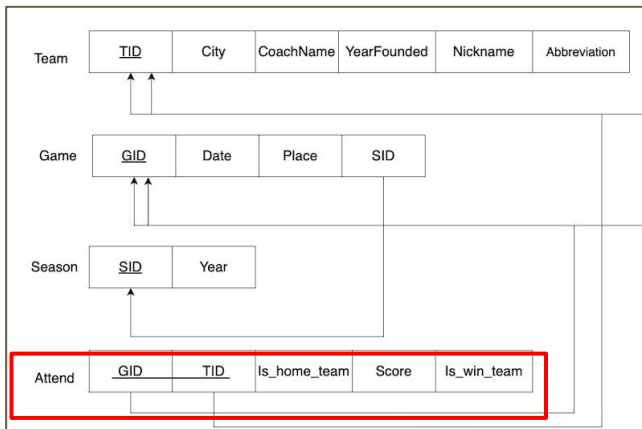 Team TID City CoachName YearFounded Nickname Abbreviation
Game GID Date Place SID
Season SID Year
Attend GID TID Is_home_team Score Is_win_team